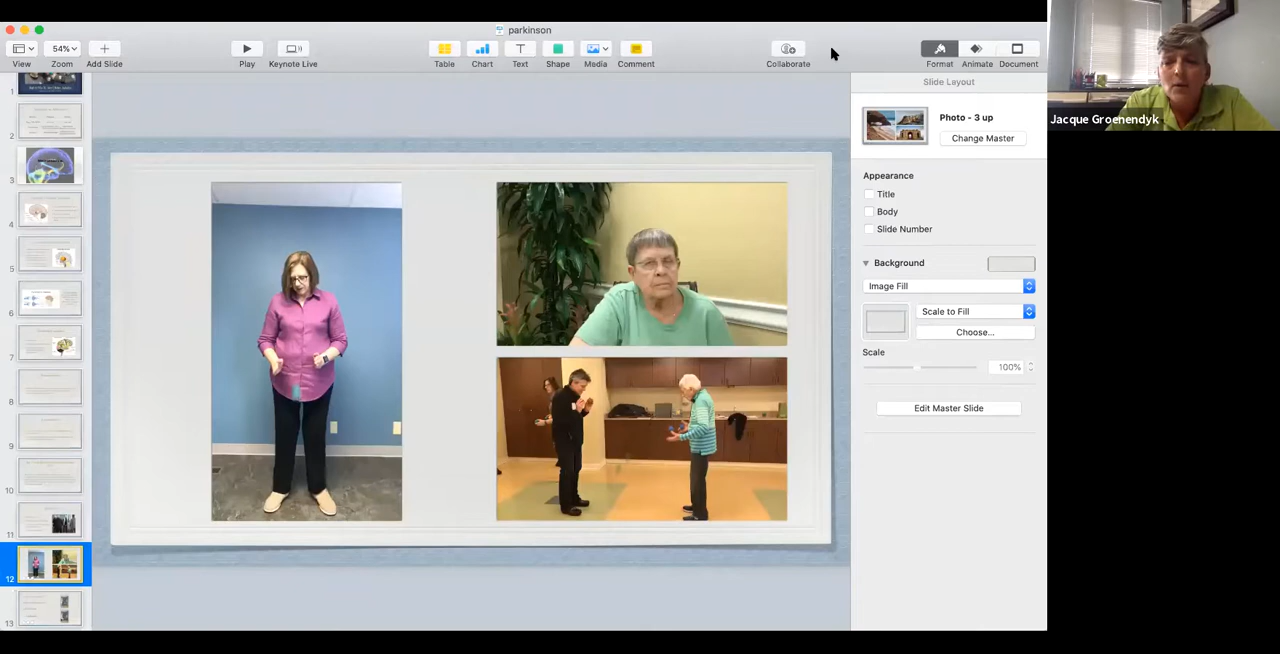 parkinson
54%
View
Zoom
Add Slide
Play
Keynote Live
Table
Chart
Text
Shape
Media
Comment
Collaborate
Format
Animate
Document
Slide Layout
Photo - 3 up
Change Master
Appearance
Title
Body
Slide Number
Background
Image Fill
Scale to Fill
Choose...
Scale
100%
Edit Master Slide
1
2
3
4
5
6
7
8
9
10
11
12
13
Jacque Groenendyk